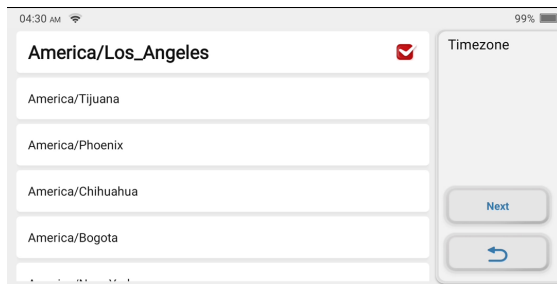 04:30 AM
99%
America/Los_Angeles
America/Tijuana
America/Phoenix
America/Chihuahua
America/Bogota
Timezone
Next